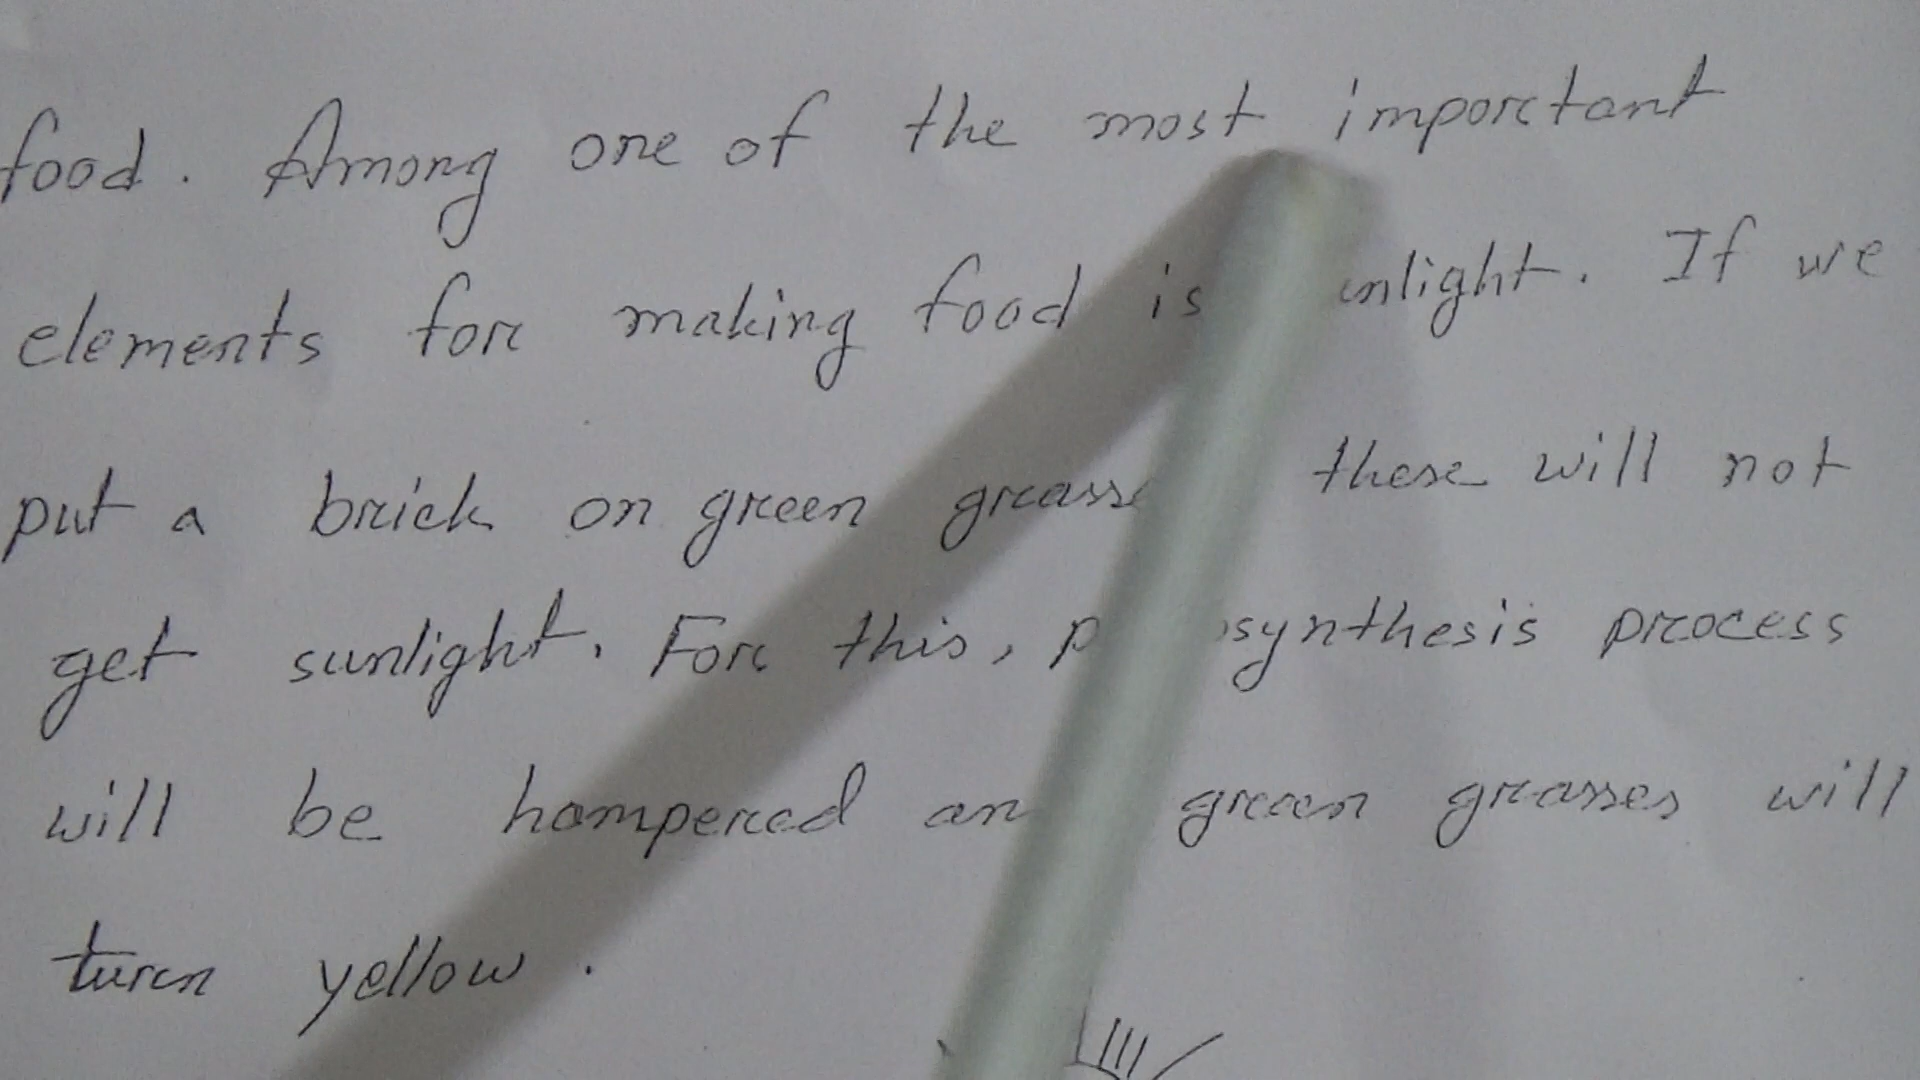 food. Among one of the most important
elements for making food is unlight. If we
put a brick on green grasse these will not
get sunlight. For this, p synthesis process
will be hampered an green grasses will
turn yellow.